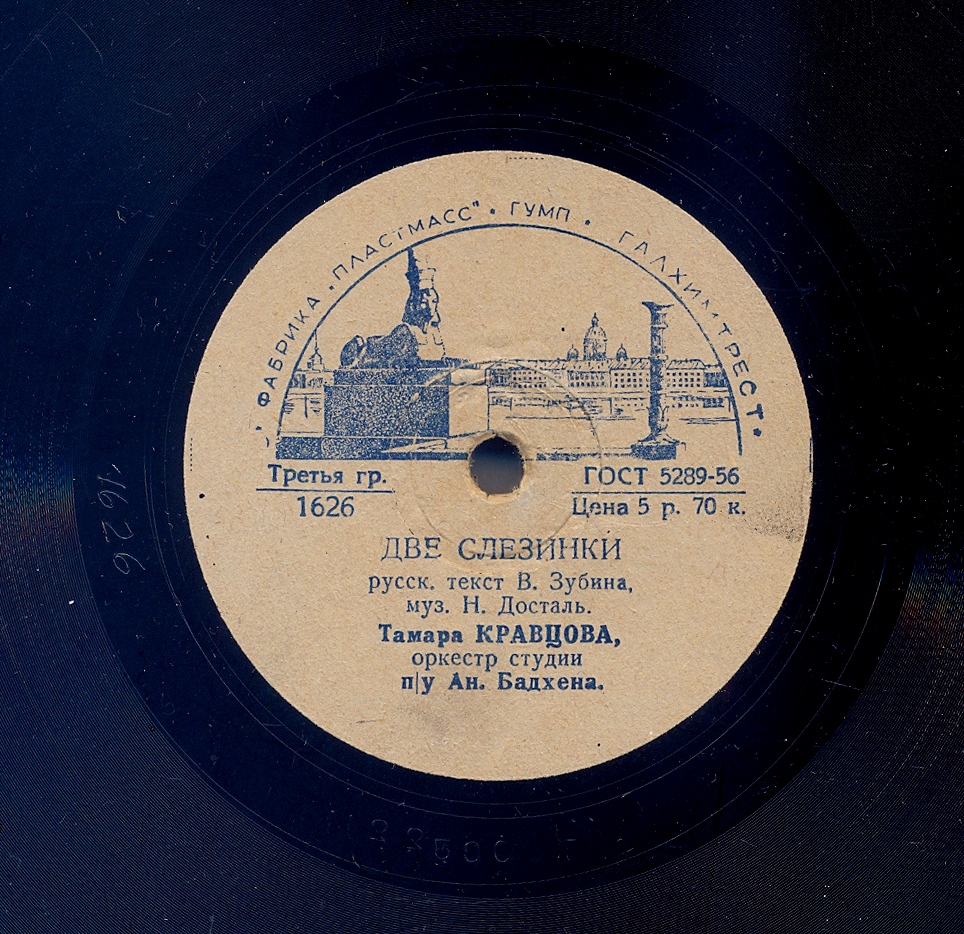 ФАБРИКА „ПЛАСТМАСС" • ГУМП • ГАЛХИМТРЕСТ •
Третья гр.
1626
ГОСТ 5289-56
Цена 5 р. 70 к.
ДВЕ СЛЕЗИНКИ
русск. текст В. Зубина,
муз. Н. Досталь.
Тамара КРАВЦОВА,
оркестр студии
п/у Ан. Бадхена.
1626